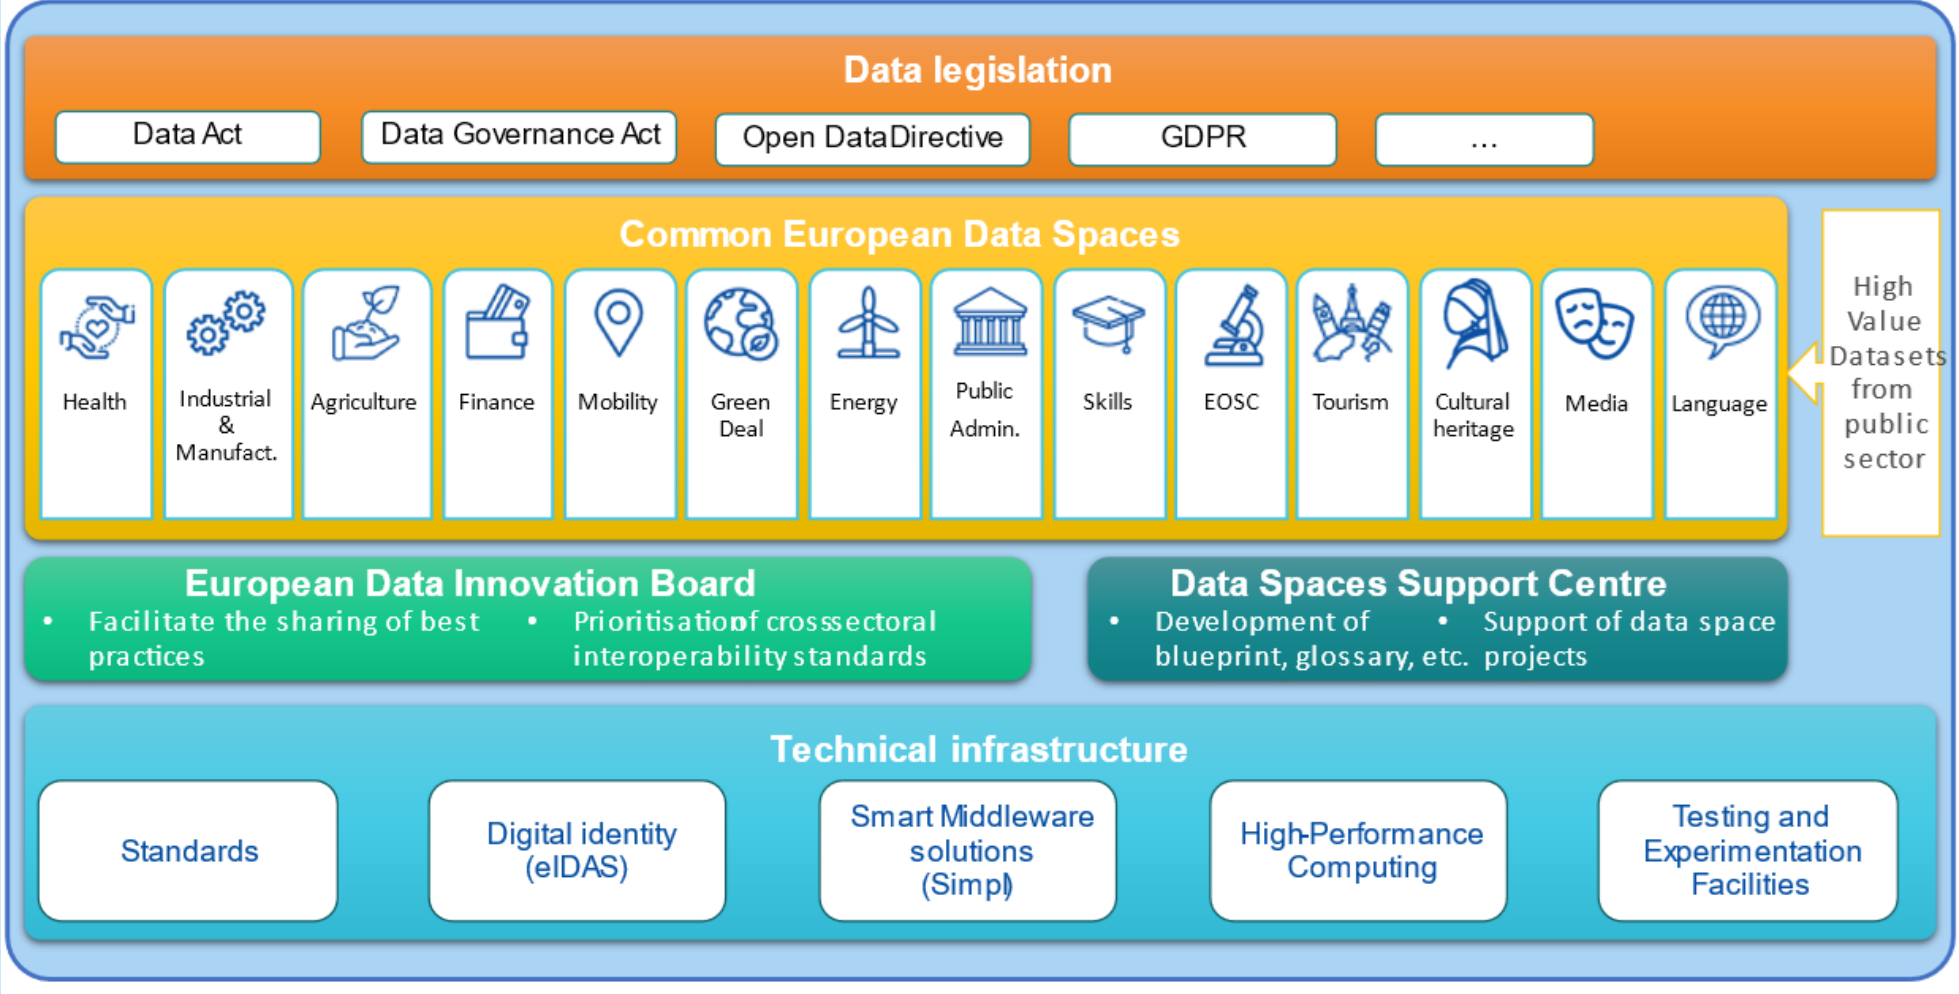 Data legislation
Data Act
Data Governance Act
Open DataDirective
GDPR
...
Common European Data Spaces
Health
Industrial
&
Manufact.
Agriculture
Finance
Mobility
Green
Deal
Energy
Public
Admin.
Skills
EOSC
Tourism
Cultural
heritage
Media
Language
High
Value
Datasets
from
public
sector
European Data Innovation Board
• Facilitate the sharing of best
practices
• Prioritisation of crosssectoral
interoperability standards
Data Spaces Support Centre
• Development of
blueprint, glossary, etc.
• Support of data space
projects
Technical infrastructure
Standards
Digital identity
(eIDAS)
Smart Middleware
solutions
(Simpl)
High-Performance
Computing
Testing and
Experimentation
Facilities